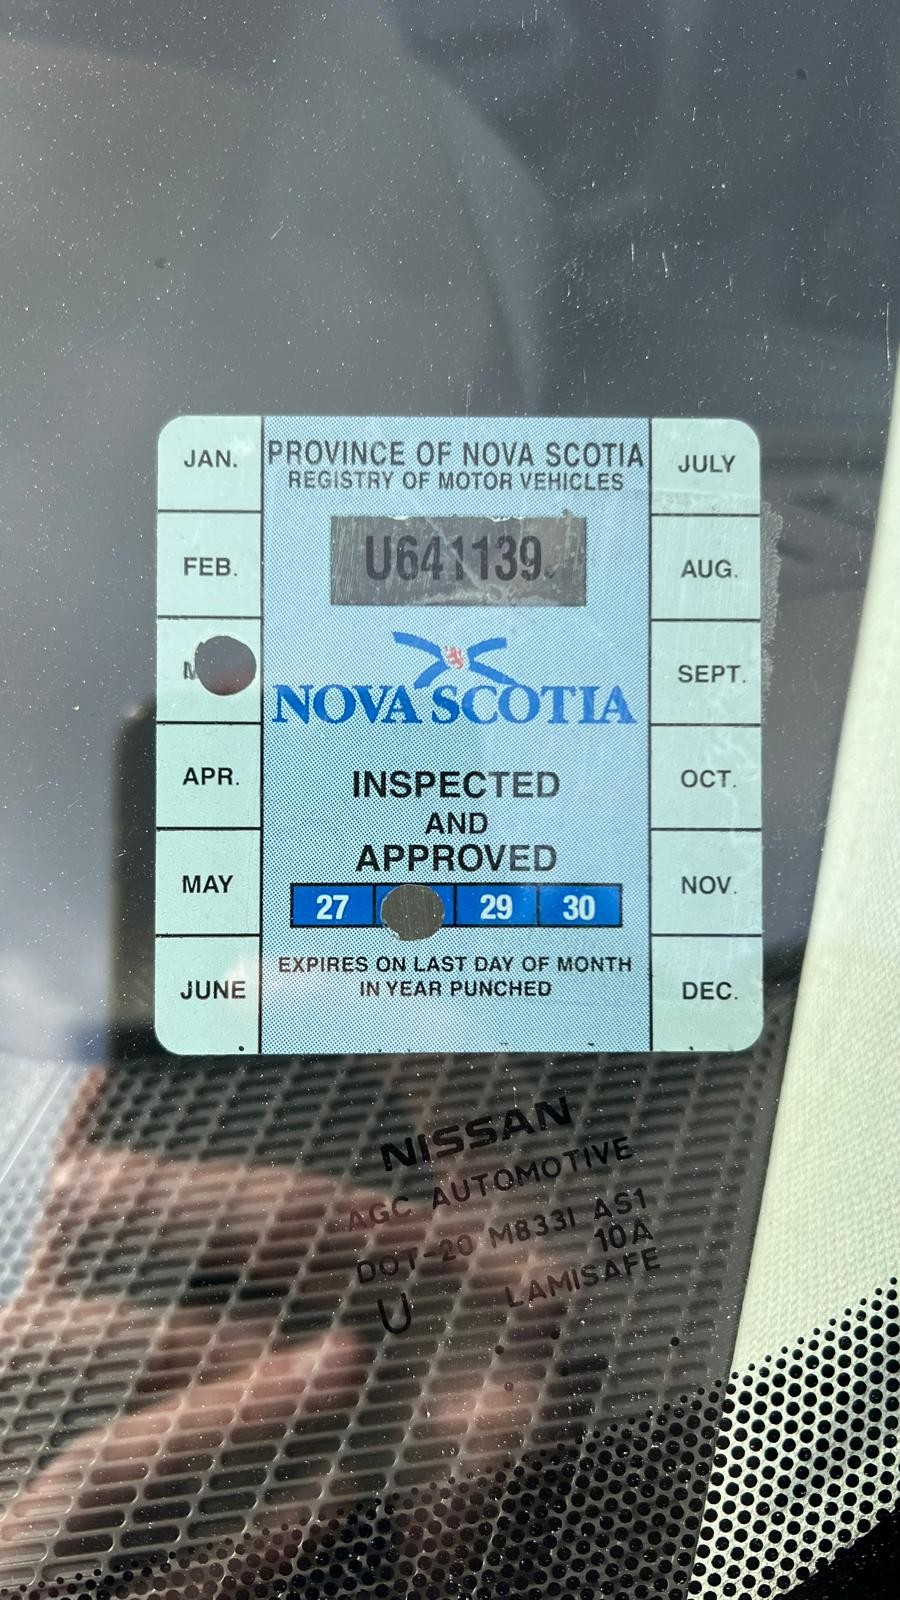 PROVINCE OF NOVA SCOTIA
REGISTRY OF MOTOR VEHICLES
U641139
JAN.
FEB.
APR.
MAY
JUNE
NOVA SCOTIA
INSPECTED
AND
APPROVED
27 29 30
EXPIRES ON LAST DAY OF MONTH
IN YEAR PUNCHED
JULY
AUG.
SEPT.
OCT.
NOV.
DEC.
NISSAN
AGC AUTOMOTIVE
DOT-20 M833I AS1
10A
U LAMISAFE